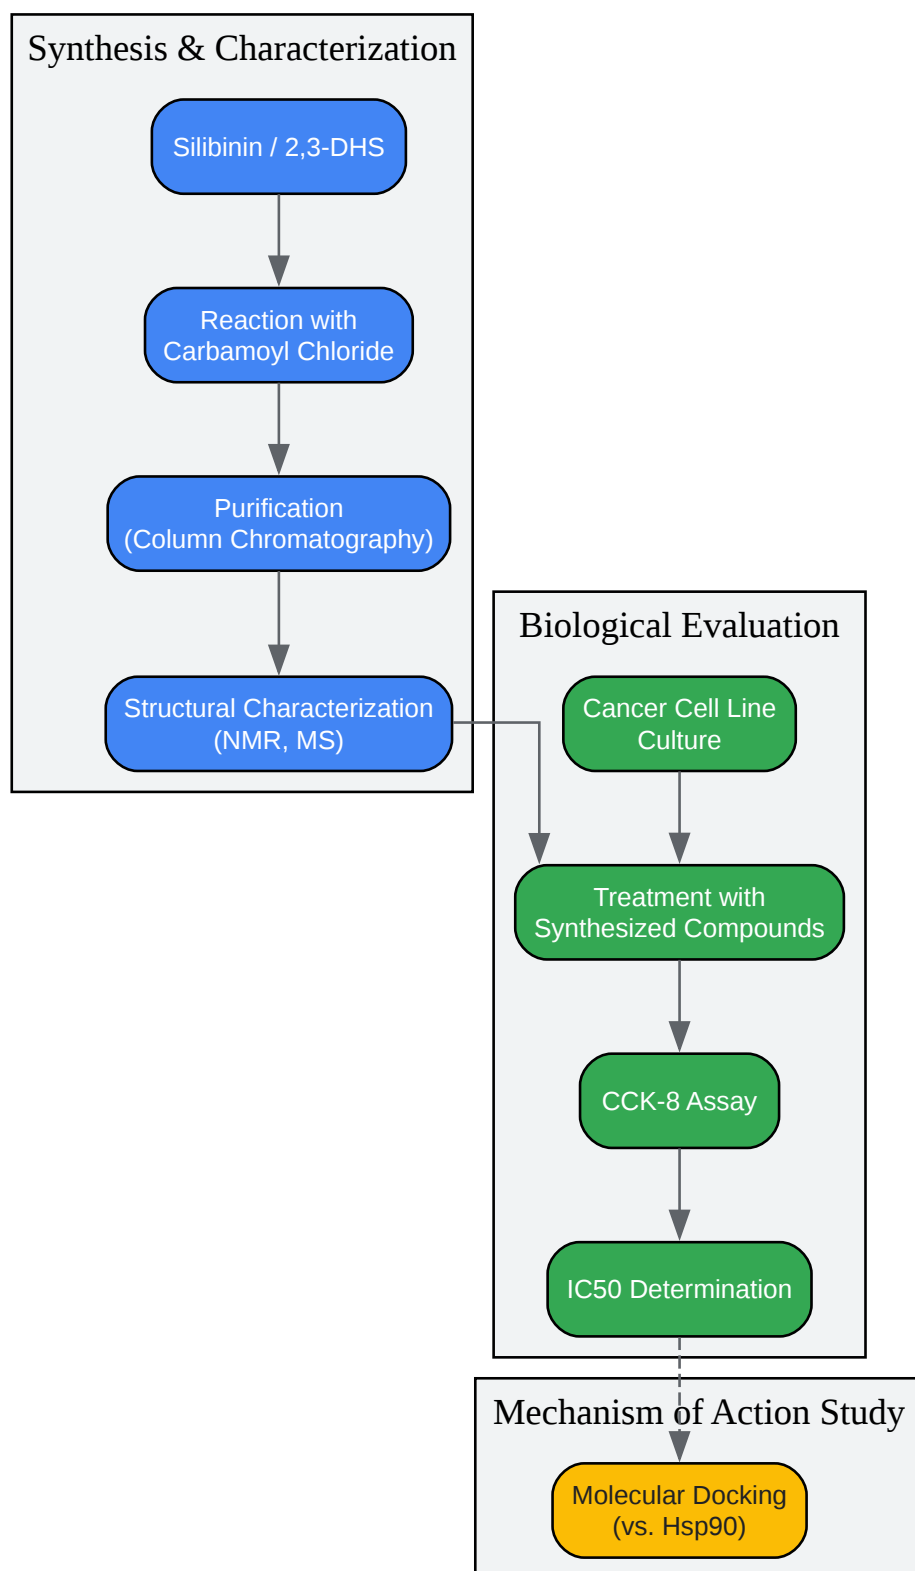 Synthesis & Characterization
Silibinin / 2,3-DHS
Reaction with
Carbamoyl Chloride
Purification
(Column Chromatography)
Structural Characterization
(NMR, MS)
Biological Evaluation
Cancer Cell Line
Culture
Treatment with
Synthesized Compounds
CCK-8 Assay
IC50 Determination
Mechanism of Action Study
Molecular Docking
(vs. Hsp90)